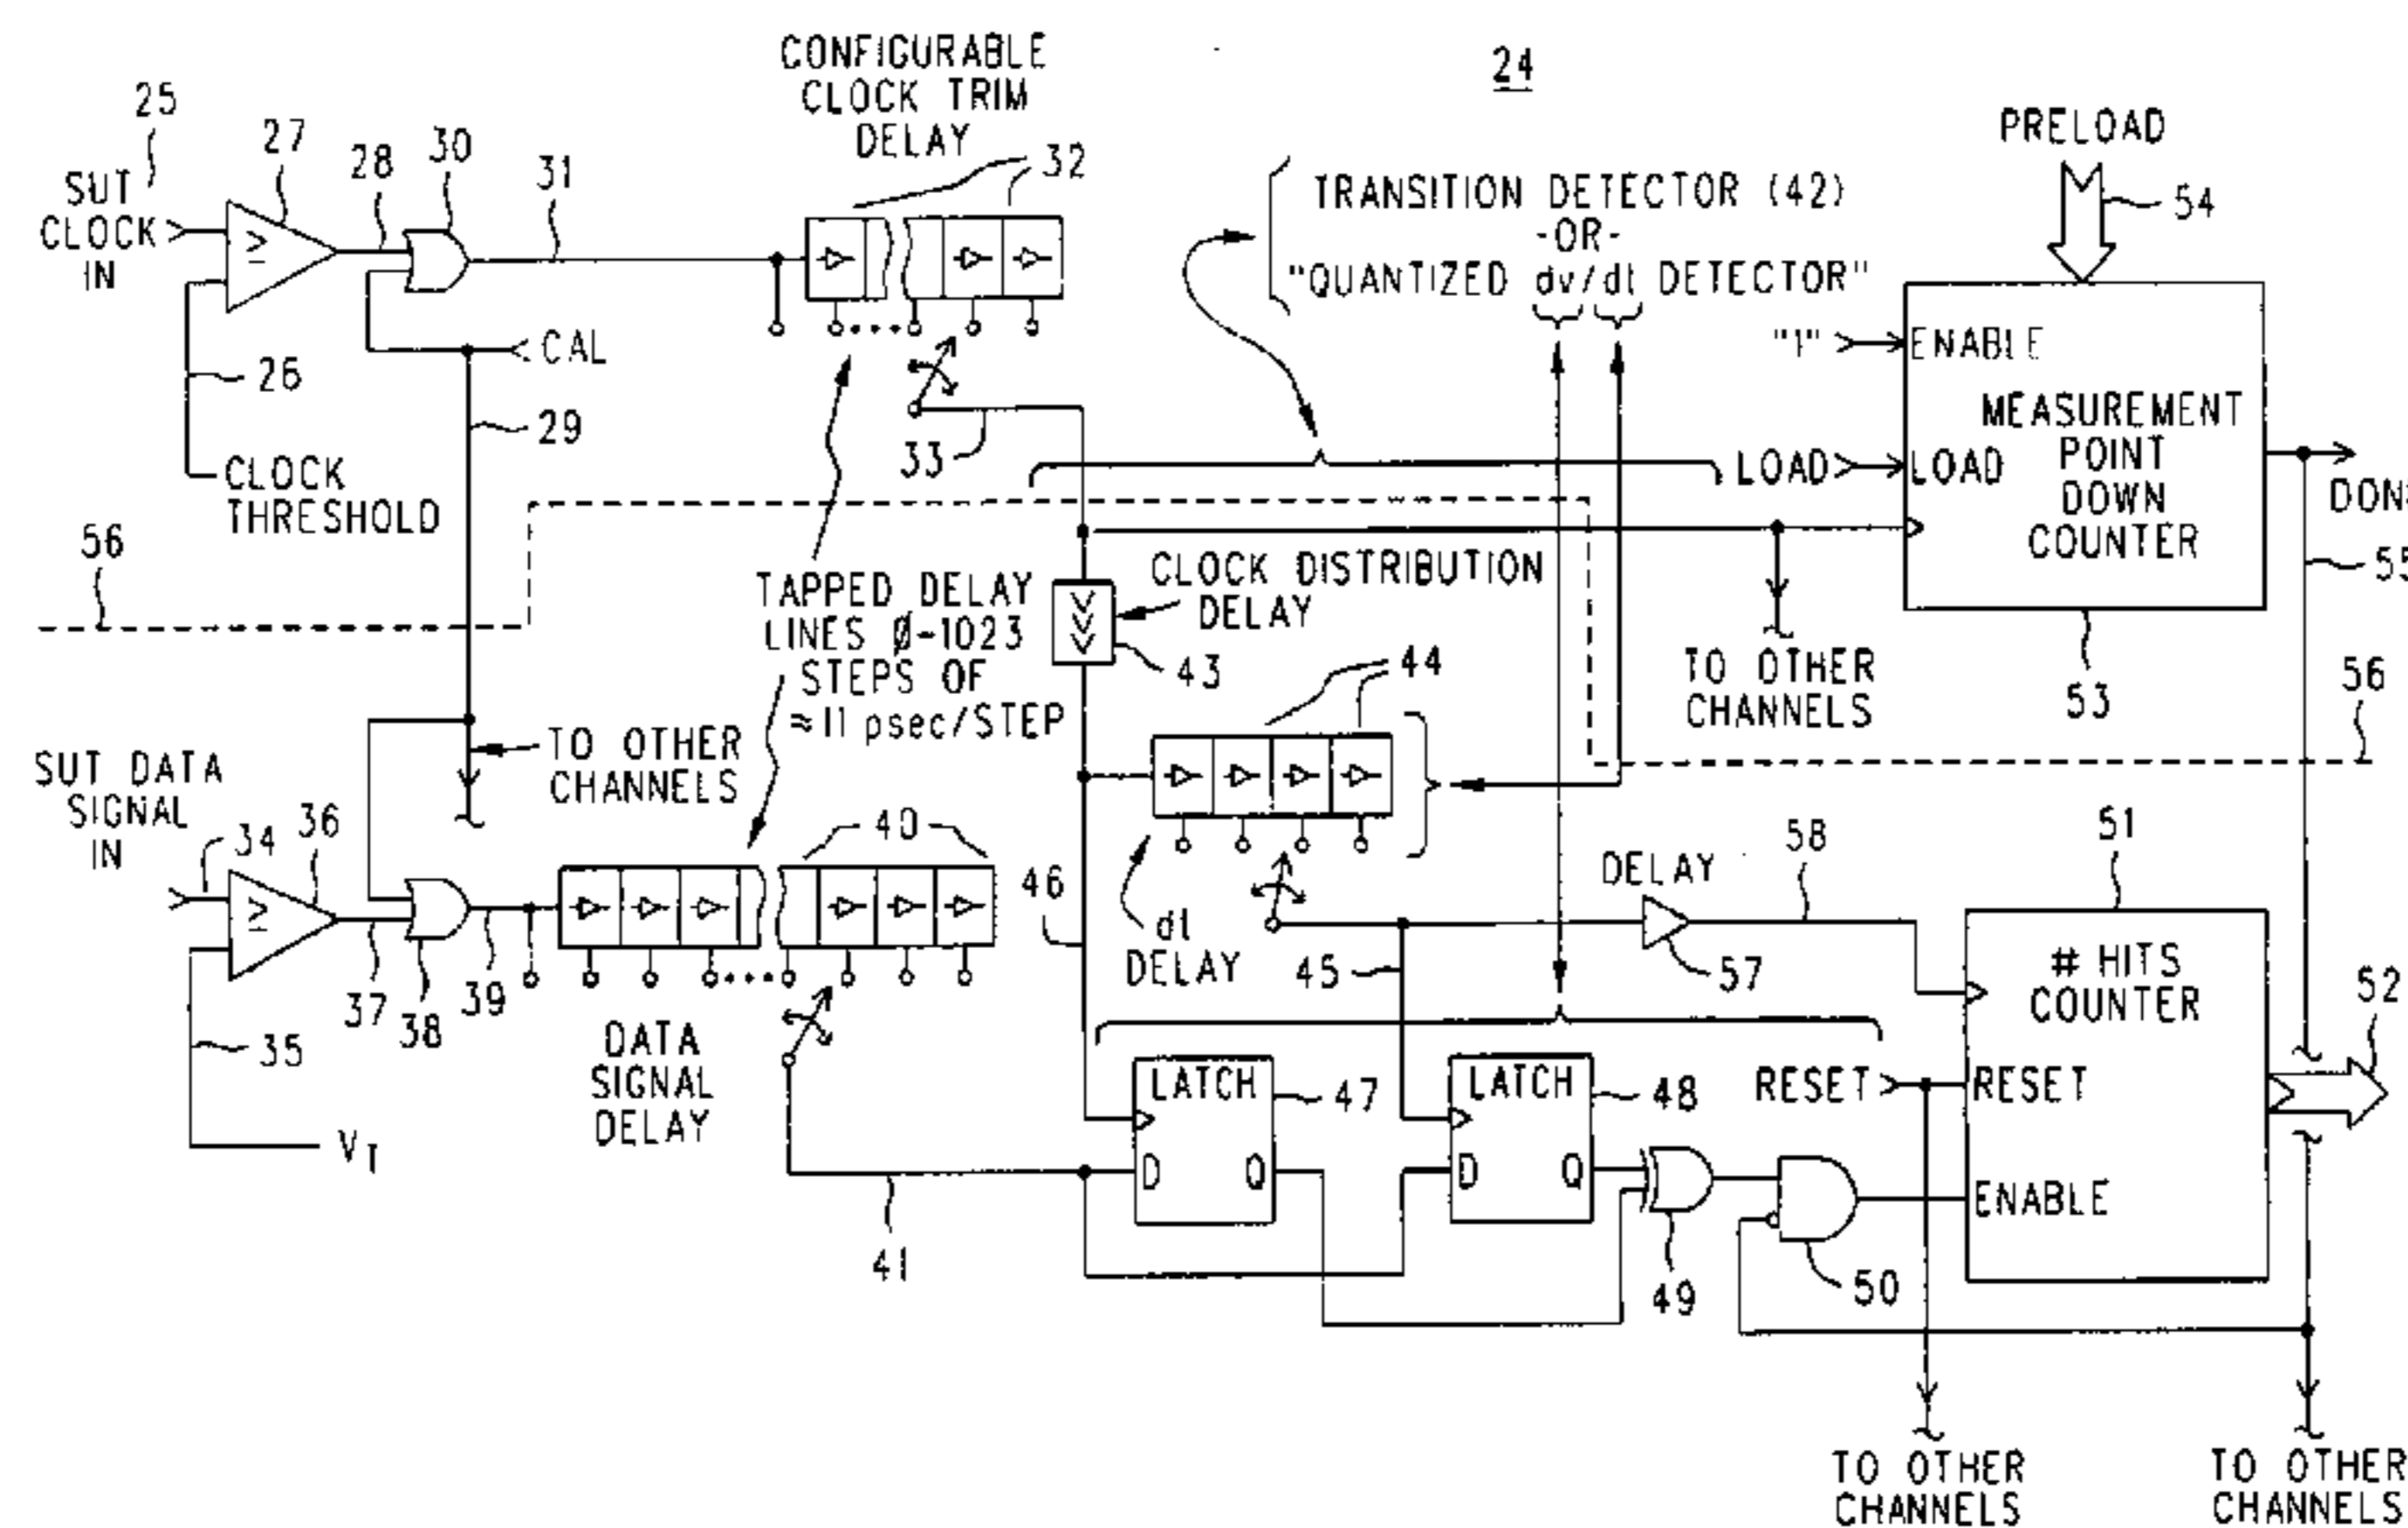 24
CONFIGURABLE
CLOCK TRIM
DELAY
25
SUT
CLOCK
IN
27
28
30
31
32
26
CAL
29
33
CLOCK
THRESHOLD
TRANSITION DETECTOR (42)
-OR-
"QUANTIZED dv/dt DETECTOR"
PRELOAD
54
"1"
ENABLE
LOAD
LOAD
MEASUREMENT
POINT
DOWN
COUNTER
53
55
56
TAPPED DELAY
LINES Ø-1023
STEPS OF
≈11 psec/STEP
CLOCK DISTRIBUTION
DELAY
43
44
TO OTHER
CHANNELS
56
TO OTHER
CHANNELS
SUT DATA
SIGNAL
IN
34
36
35
VT
37
38
39
40
DATA
SIGNAL
DELAY
41
46
dt
DELAY
45
DELAY
57
58
51
# HITS
COUNTER
RESET
RESET
ENABLE
52
LATCH
D
Q
47
LATCH
D
Q
48
49
50
TO OTHER
CHANNELS
TO OTHER
CHANNELS